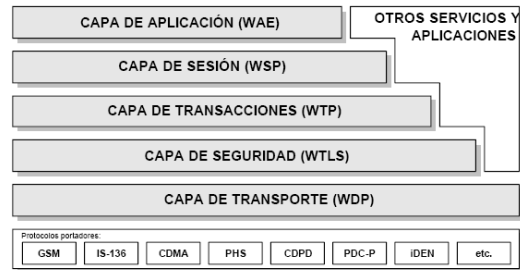 CAPA DE APLICACIÓN (WAE)
OTROS SERVICIOS Y
APLICACIONES
CAPA DE SESIÓN (WSP)
CAPA DE TRANSACCIONES (WTP)
CAPA DE SEGURIDAD (WTLS)
CAPA DE TRANSPORTE (WDP)
Protocolos portadores:
GSM IS-136 CDMA PHS CDPD PDC-P iDEN etc.